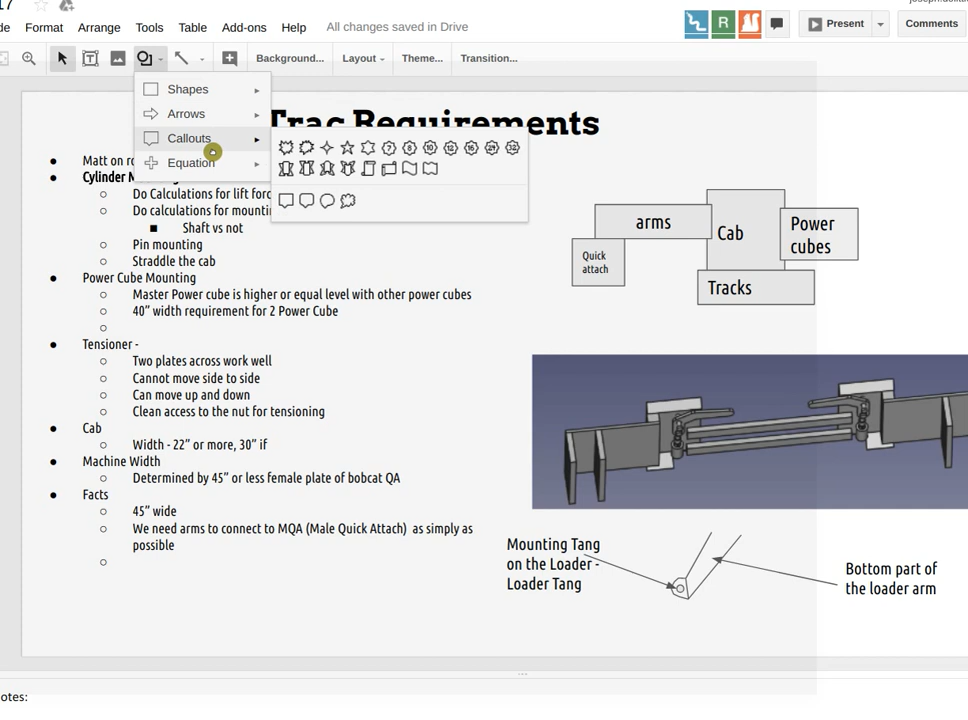 17
de Format Arrange Tools Table Add-ons Help All changes saved in Drive
R Present Comments
Background... Layout Theme... Transition...
Shapes
Arrows
Callouts
Equation
Trac Requirements
Matt on
Cylinder
Do Calculations for lift
Do calculations for
Shaft vs not
Pin mounting
Straddle the cab
Power Cube Mounting
Master Power cube is higher or equal level with other power cubes
40” width requirement for 2 Power Cube
Tensioner -
Two plates across work well
Cannot move side to side
Can move up and down
Clean access to the nut for tensioning
Cab
Width - 22” or more, 30” if
Machine Width
Determined by 45” or less female plate of bobcat QA
Facts
45” wide
We need arms to connect to MQA (Male Quick Attach) as simply as
possible
arms
Cab
Power
cubes
Quick
attach
Tracks
Mounting Tang
on the Loader -
Loader Tang
Bottom part of
the loader arm
otes: